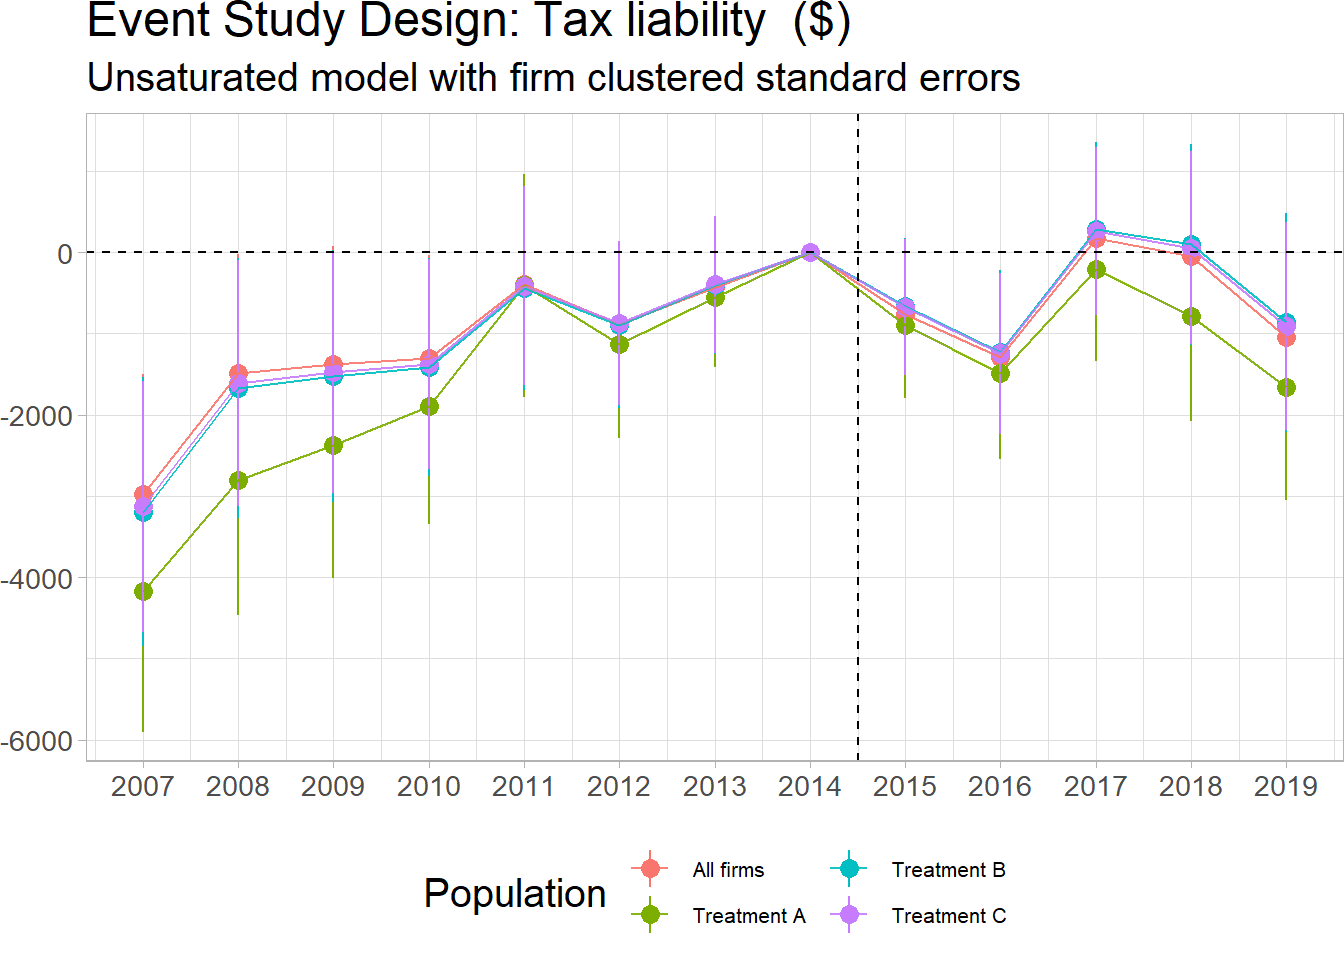 Event Study Design: Tax liability  ($)
Unsaturated model with firm clustered standard errors
0
-2000
-4000
-6000
2007 2008 2009 2010 2011 2012 2013 2014 2015 2016 2017 2018 2019
Population
All firms
Treatment A
Treatment B
Treatment C